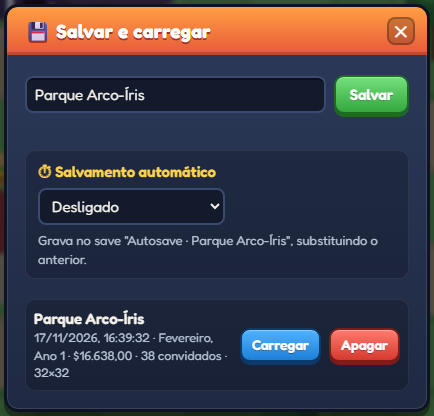 Salvar e carregar
Parque Arco-Íris
Salvar
Salvamento automático
Desligado
Grava no save "Autosave · Parque Arco-Íris", substituindo o
anterior.
Parque Arco-Íris
17/11/2026, 16:39:32 · Fevereiro,
Ano 1 · $16.638,00 · 38 convidados ·
32×32
Carregar
Apagar